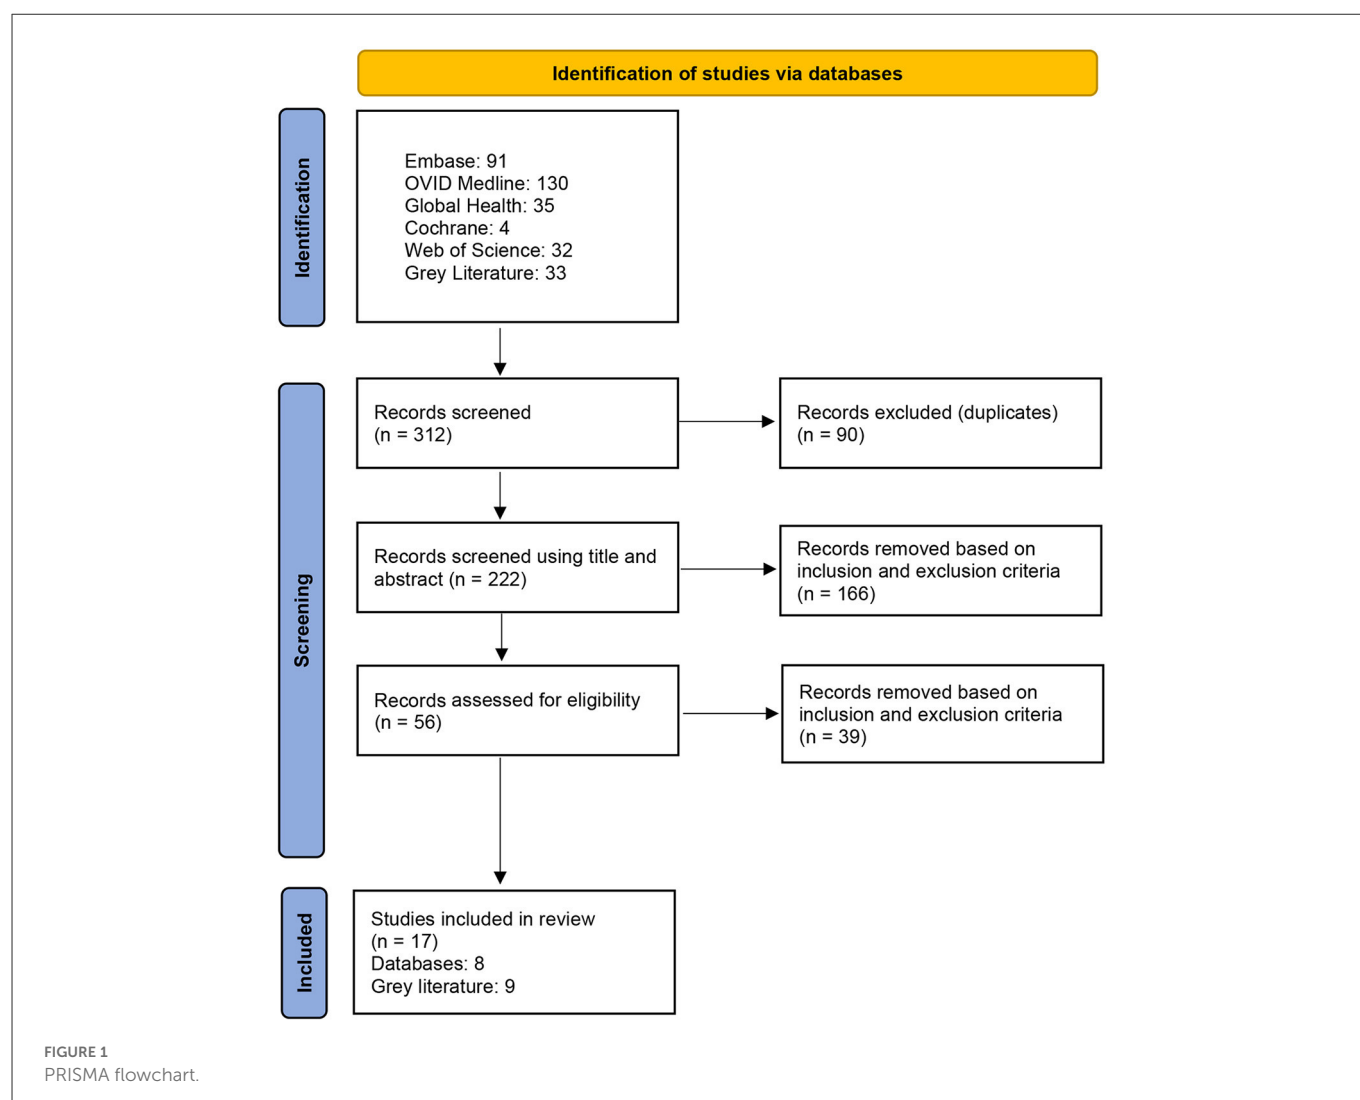 Identification of studies via databases
Identification
Embase: 91
OVID Medline: 130
Global Health: 35
Cochrane: 4
Web of Science: 32
Grey Literature: 33
Screening
Records screened
(n = 312)
Records excluded (duplicates)
(n = 90)
Records screened using title and
abstract (n = 222)
Records removed based on
inclusion and exclusion criteria
(n = 166)
Records assessed for eligibility
(n = 56)
Records removed based on
inclusion and exclusion criteria
(n = 39)
Included
Studies included in review
(n = 17)
Databases: 8
Grey literature: 9
FIGURE 1
PRISMA flowchart.